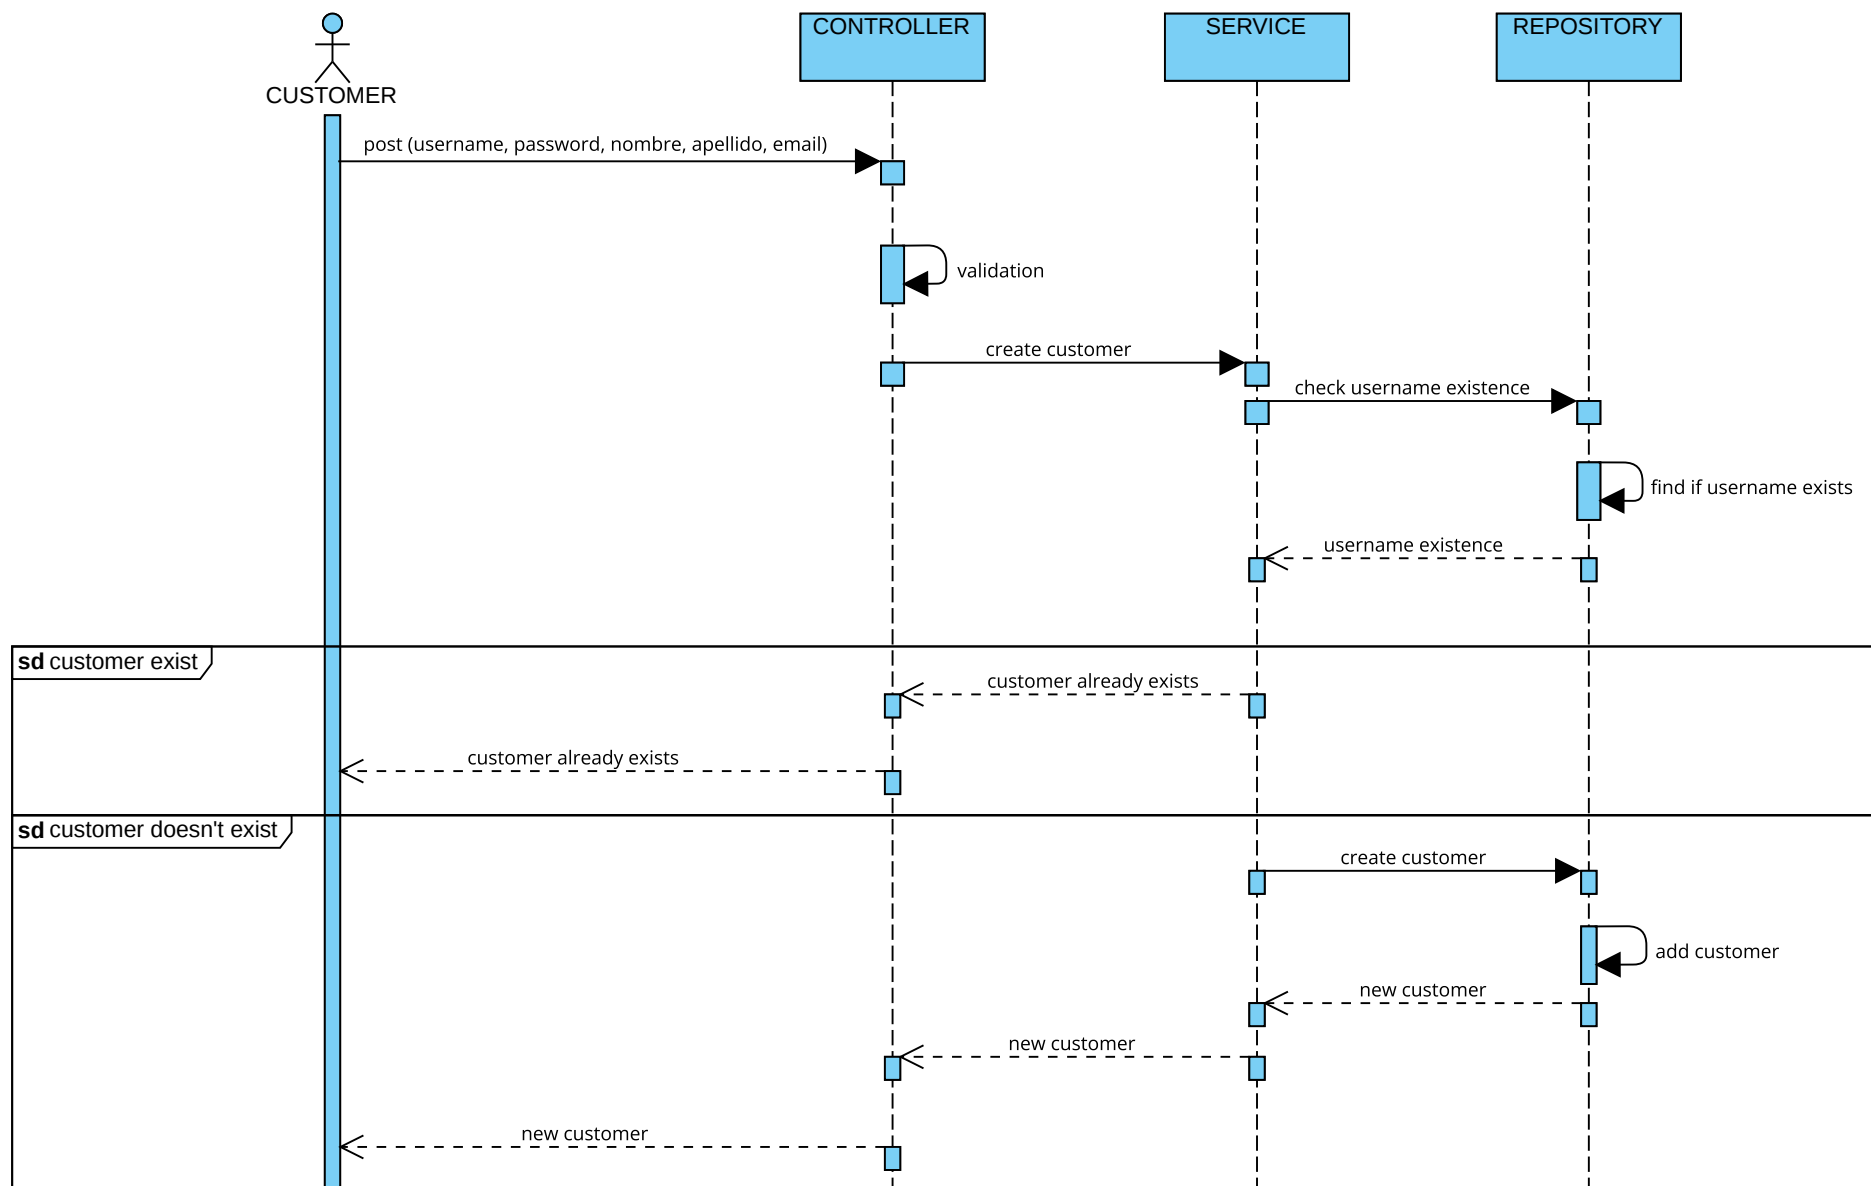 CONTROLLER
SERVICE
REPOSITORY
CUSTOMER
post (username, password, nombre, apellido, email)
validation
create customer
check username existence
find if username exists
username existence
sd customer exist
customer already exists
customer already exists
sd customer doesn't exist
create customer
add customer
new customer
new customer
new customer